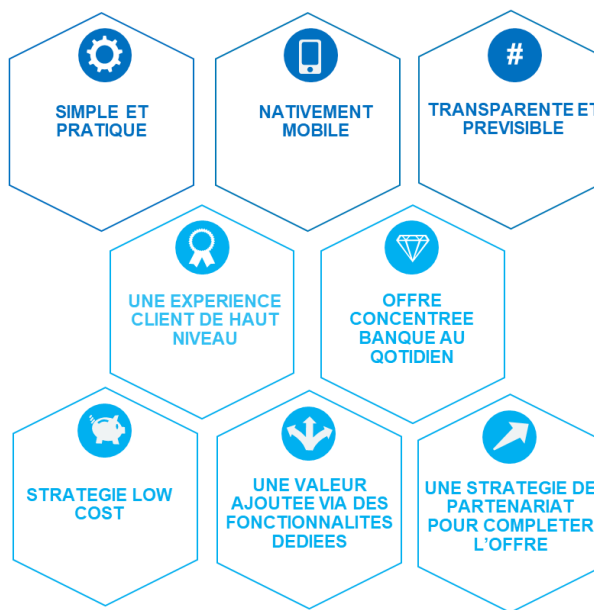 #
SIMPLE ET
PRATIQUE
NATIVEMENT
MOBILE
TRANSPARENTE ET
PREVISIBLE
UNE EXPERIENCE
CLIENT DE HAUT
NIVEAU
OFFRE
CONCENTREE
BANQUE AU
QOTIDIEN
STRATEGIE LOW
COST
UNE VALEUR
AJOUTEE VIA DES
FONCTIONNALITES
DEDIEES
UNE STRATEGIE DE
PARTENARIAT
POUR COMPLETER
L'OFFRE